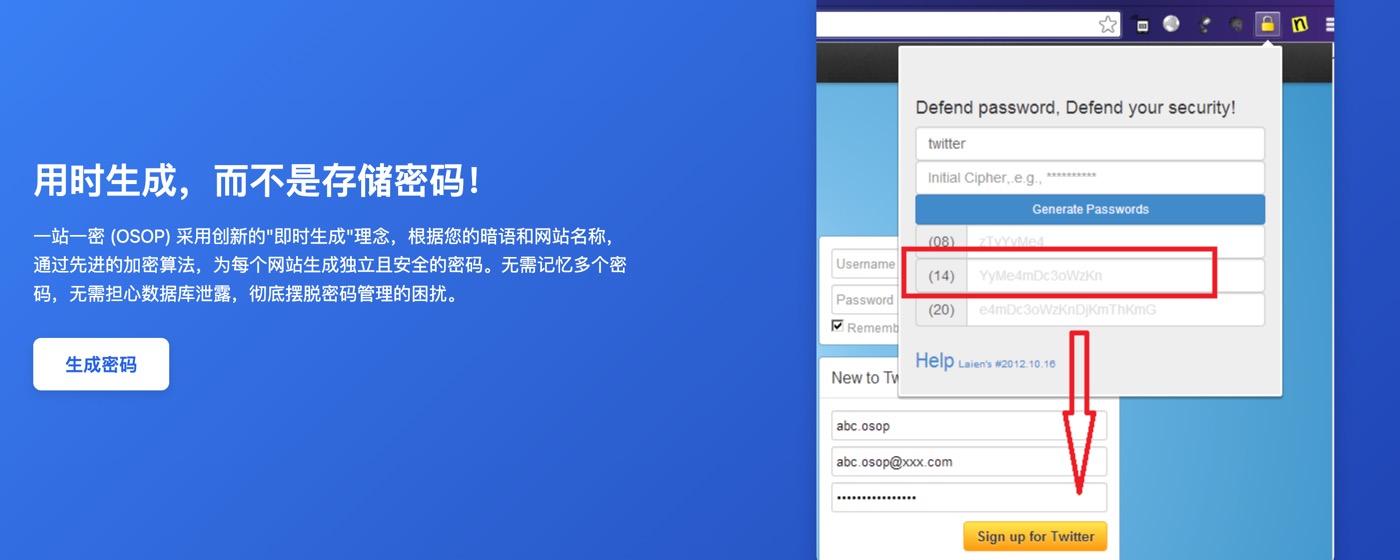 用时生成，而不是存储密码！
一站一密 (OSOP) 采用创新的"即时生成"理念，根据您的暗语和网站名称，
通过先进的加密算法，为每个网站生成独立且安全的密码。无需记忆多个密
码，无需担心数据库泄露，彻底摆脱密码管理的困扰。
生成密码
Defend password, Defend your security!
twitter
Initial Cipher,.e.g., **********
Generate Passwords
(08) zTyYyMe4
(14) YyMe4mDc3oWzKn
(20) e4mDc3oWzKnDjKmThKmG
Help Laien's #2012.10.16
Username
Password
Rememb
New to Tw
abc.osop
abc.osop@xxx.com
••••••••••••••••
Sign up for Twitter